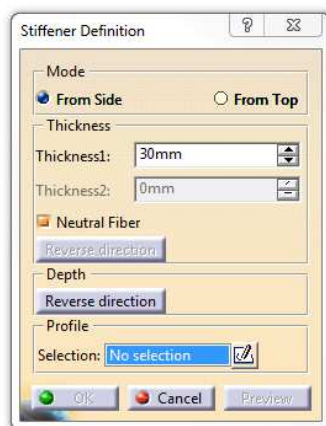 Stiffener Definition
Mode
From Side From Top
Thickness
Thickness1: 30mm
Thickness2: 0mm
Neutral Fiber
Reverse direction
Depth
Reverse direction
Profile
Selection: No selection
OK Cancel Preview